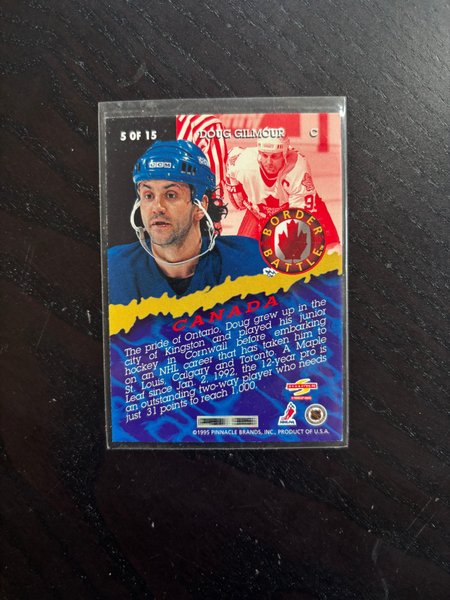 5 OF 15
DOUG GILMOUR C
CCM
BORDER
BATTLE
CANADA
The pride of Ontario, Doug grew up in the
city of Kingston and played his junior
hockey in Cornwall before embarking
on an NHL career that has taken him to
St. Louis, Calgary and Toronto. A Maple
Leaf since Jan. 2, 1992, the 12-year pro is
an outstanding two-way player who needs
just 31 points to reach 1,000.
©1995 PINNACLE BRANDS, INC., PRODUCT OF U.S.A.